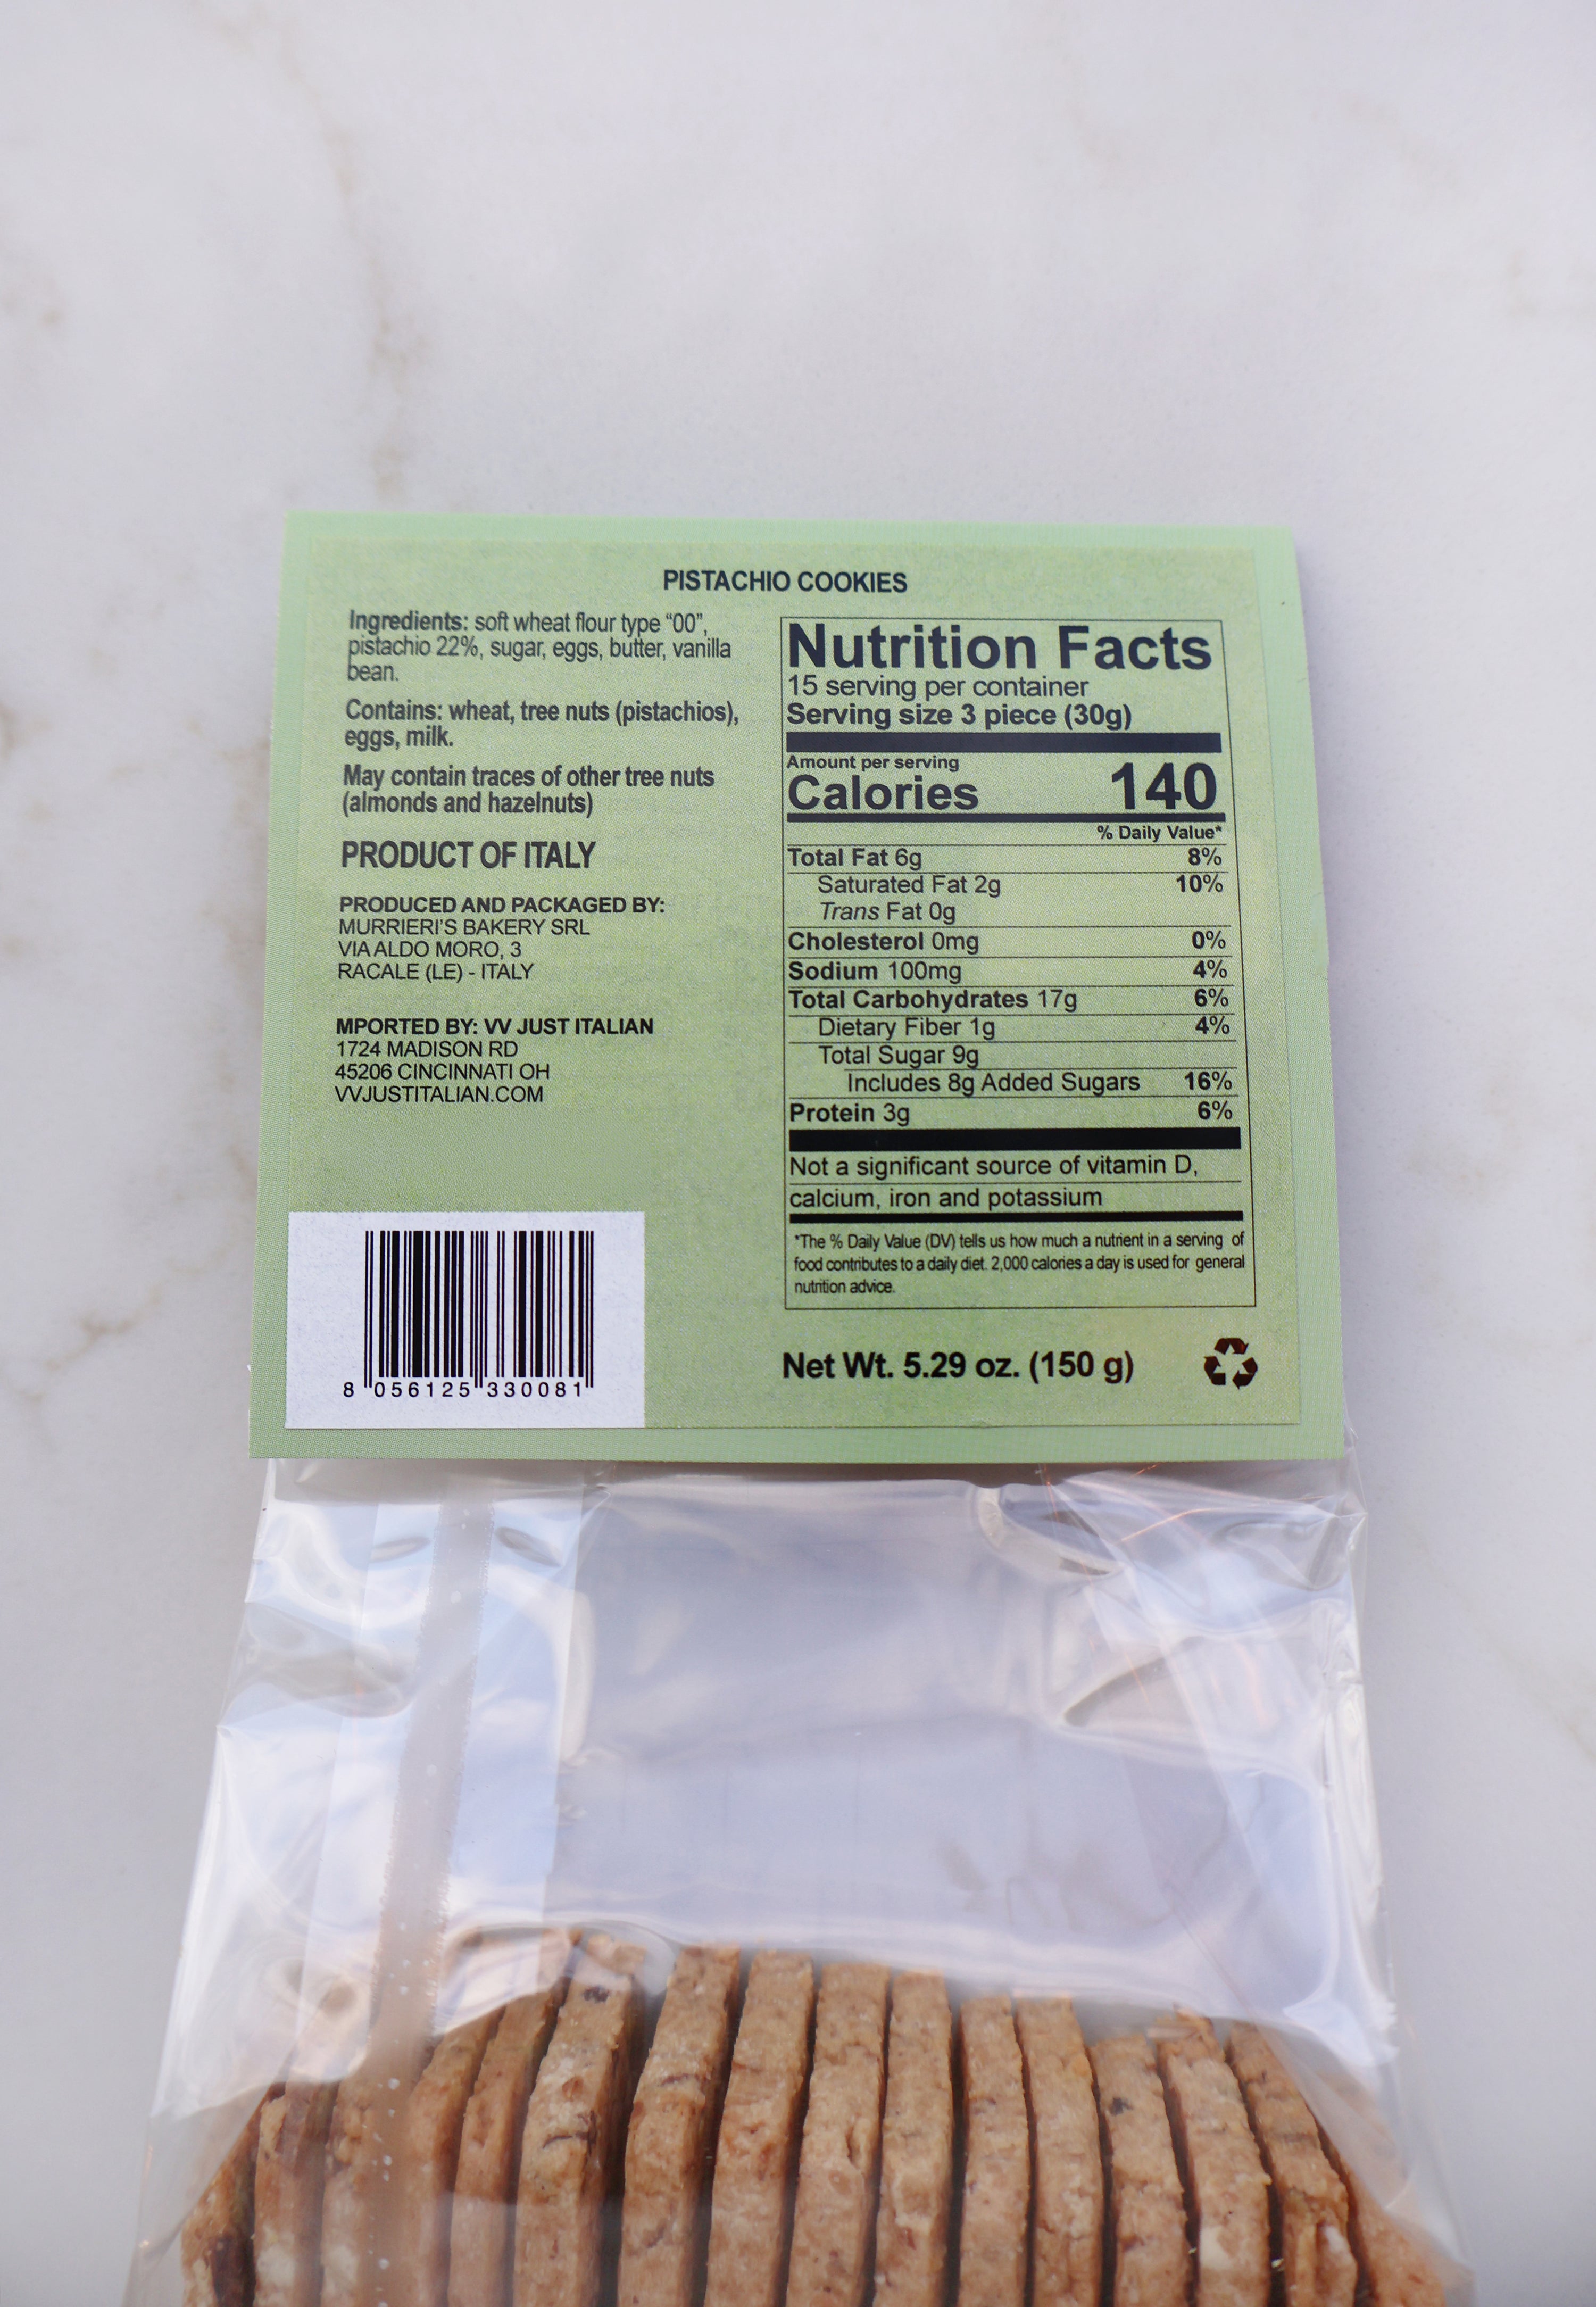 PISTACHIO COOKIES
Ingredients: soft wheat flour type “00”,
pistachio 22%, sugar, eggs, butter, vanilla
bean.
Contains: wheat, tree nuts (pistachios),
eggs, milk.
May contain traces of other tree nuts
(almonds and hazelnuts)
PRODUCT OF ITALY
PRODUCED AND PACKAGED BY:
MURRIERI'S BAKERY SRL
VIA ALDO MORO, 3
RACALE (LE) - ITALY
MPORTED BY: VV JUST ITALIAN
1724 MADISON RD
45206 CINCINNATI OH
VVJUSTITALIAN.COM
8 056125 330081
Nutrition Facts
15 serving per container
Serving size 3 piece (30g)
Amount per serving
Calories 140
% Daily Value*
Total Fat 6g 8%
Saturated Fat 2g 10%
Trans Fat 0g
Cholesterol 0mg 0%
Sodium 100mg 4%
Total Carbohydrates 17g 6%
Dietary Fiber 1g 4%
Total Sugar 9g
Includes 8g Added Sugars 16%
Protein 3g 6%
Not a significant source of vitamin D,
calcium, iron and potassium
*The % Daily Value (DV) tells us how much a nutrient in a serving of
food contributes to a daily diet. 2,000 calories a day is used for general
nutrition advice.
Net Wt. 5.29 oz. (150 g)